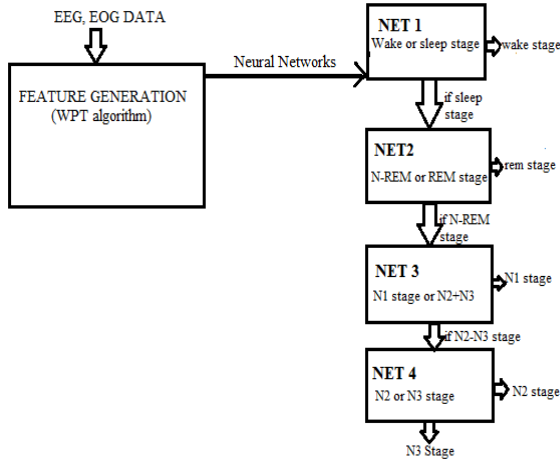 EEG, EOG DATA
FEATURE GENERATION
(WPT algorithm)
Neural Networks
NET 1
Wake or sleep stage
wake stage
if sleep
stage
NET2
N-REM or REM stage
rem stage
if N-REM
stage
NET 3
N1 stage or N2+N3
N1 stage
if N2-N3 stage
NET 4
N2 or N3 stage
N2 stage
N3 Stage